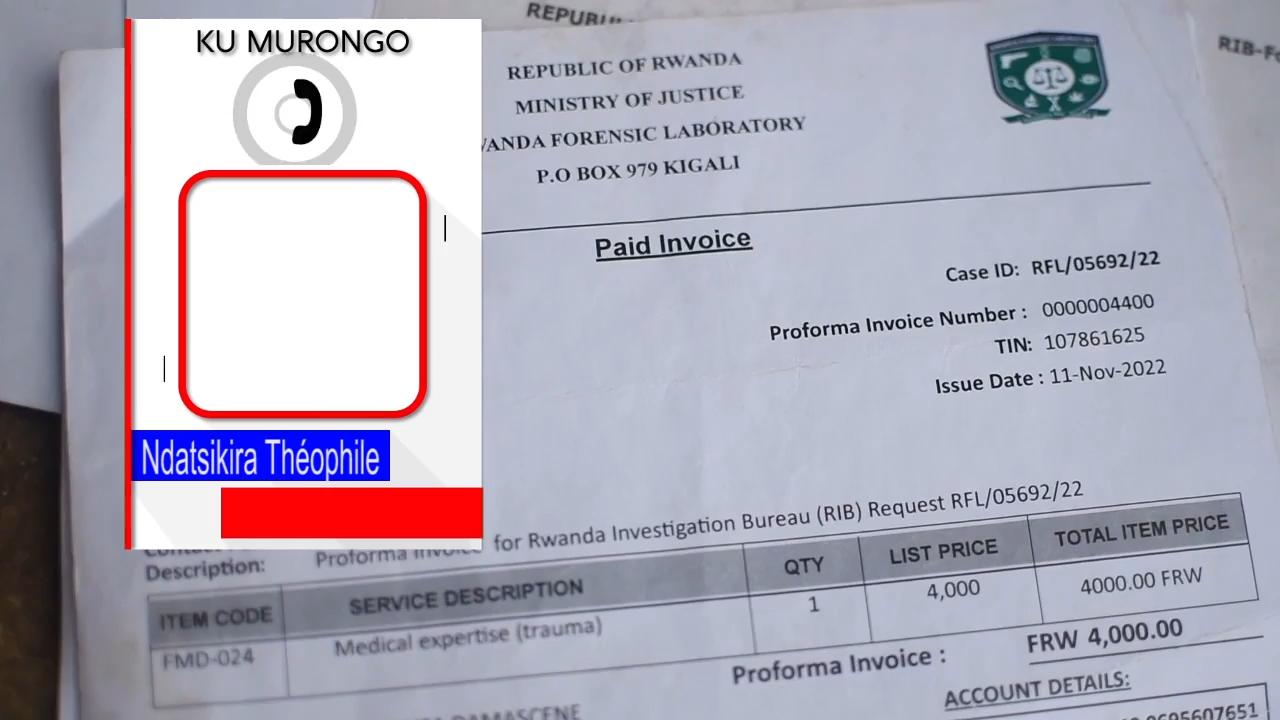 REPUBLIC OF RWANDA
MINISTRY OF JUSTICE
FORENSIC LABORATORY
P.O BOX 979 KIGALI
KU MURONGO
Paid Invoice
Case ID: RFL/05692/22
Proforma Invoice Number : 0000004400
TIN: 107861625
Issue Date : 11-Nov-2022
Ndatsikira Théophile
Description: Proforma for Rwanda Investigation Bureau (RIB) Request RFL/05692/22
ITEM CODE SERVICE DESCRIPTION QTY LIST PRICE TOTAL ITEM PRICE
FMD-024 Medical expertise (trauma) 1 4,000 4000.00 FRW
Proforma Invoice : FRW 4,000.00
ACCOUNT DETAILS:
DAMASCENE